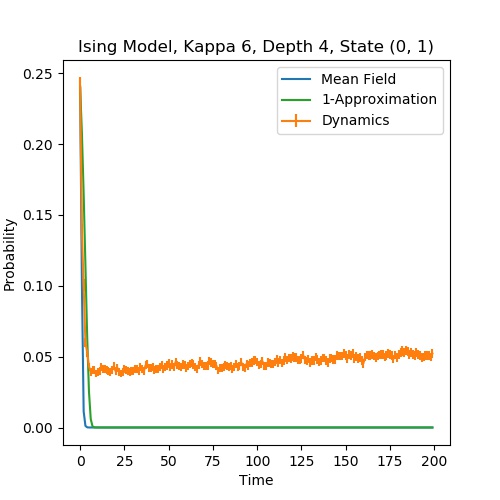 Ising Model, Kappa 6, Depth 4, State (0, 1)
Mean Field
1-Approximation
Dynamics
Probability
0.25
0.20
0.15
0.10
0.05
0.00
0 25 50 75 100 125 150 175 200
Time